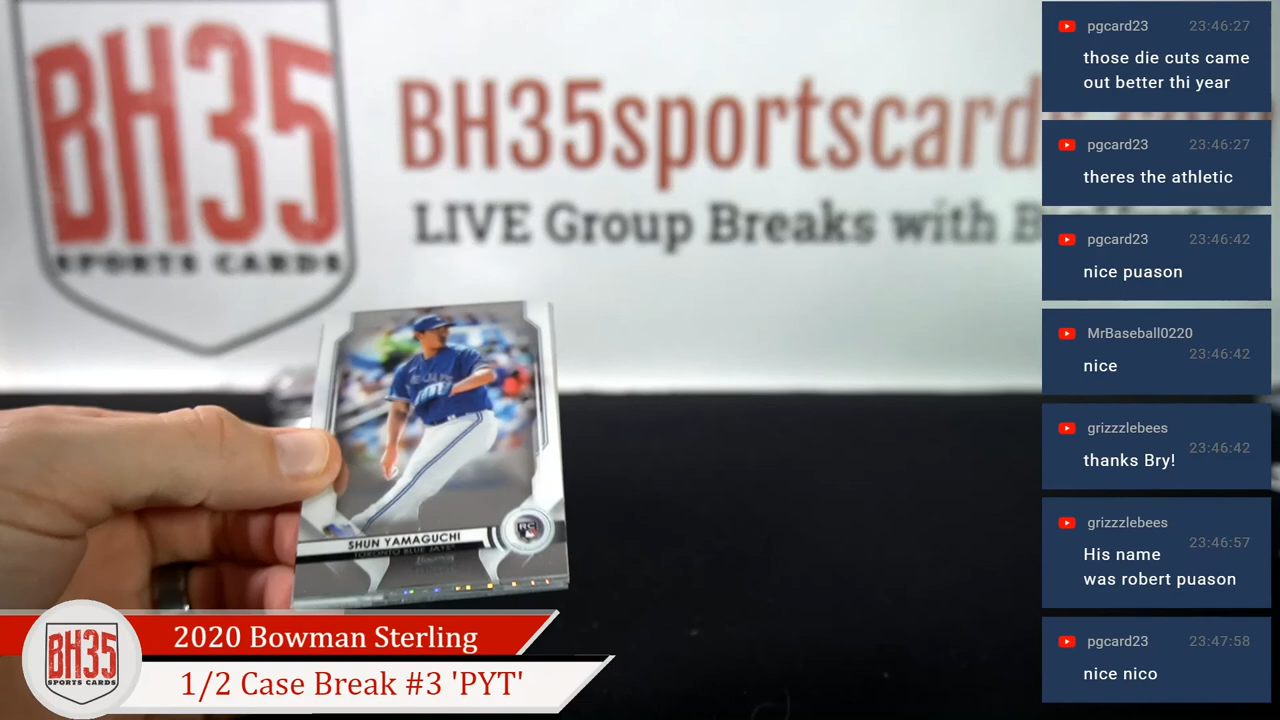 BH35
SPORTS CARDS
BH35sportscard
LIVE Group Breaks with B
SHUN YAMAGUCHI
TORONTO BLUE JAYS
RC
BH35
SPORTS CARDS
2020 Bowman Sterling
1/2 Case Break #3 'PYT'
pgcard23 23:46:27
those die cuts came
out better thi year
pgcard23 23:46:27
theres the athletic
pgcard23 23:46:42
nice puason
MrBaseball0220
23:46:42
nice
grizzzlebees
23:46:42
thanks Bry!
grizzzlebees
23:46:57
His name
was robert puason
pgcard23 23:47:58
nice nico